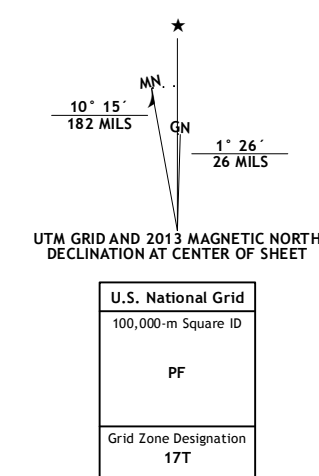 MN
10° 15´
182 MILS
GN
1° 26´
26 MILS
UTM GRID AND 2013 MAGNETIC NORTH
DECLINATION AT CENTER OF SHEET
U.S. National Grid
100,000-m Square ID
PF
Grid Zone Designation
17T